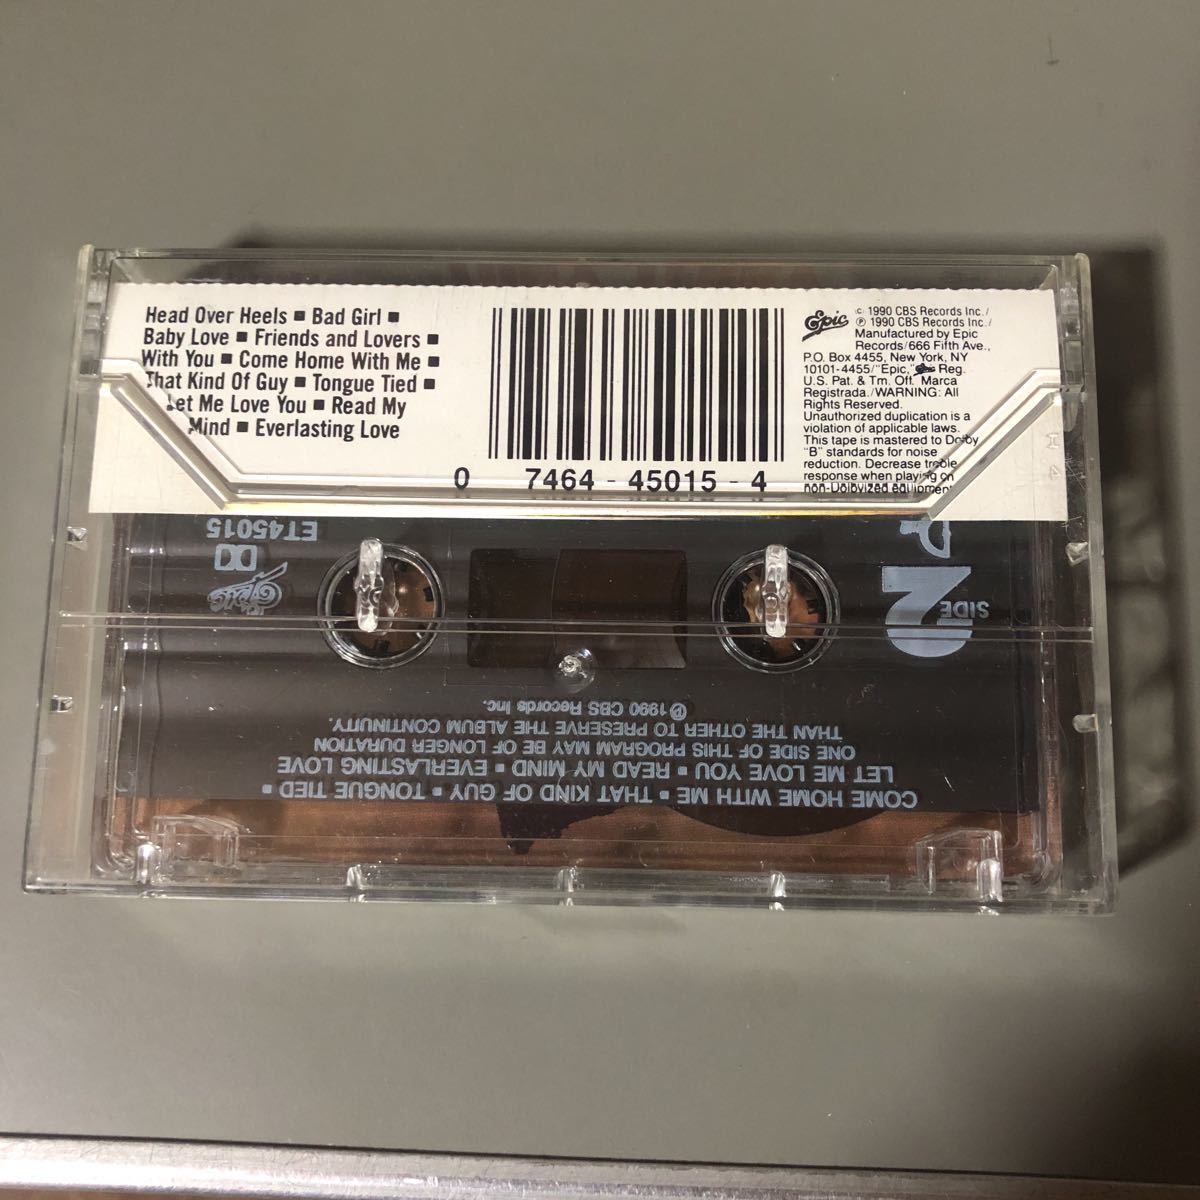 Head Over Heels ■ Bad Girl ■
Baby Love ■ Friends and Lovers ■
With You ■ Come Home With Me ■
That Kind Of Guy ■ Tongue Tied ■
Let Me Love You ■ Read My
Mind ■ Everlasting Love
0 7464 - 45015 - 4
Epic
© 1990 CBS Records Inc./
℗ 1990 CBS Records Inc./
Manufactured by Epic
Records/666 Fifth Ave.,
P.O. Box 4455, New York, NY
10101-4455/"Epic," Epic Reg.
U.S. Pat. & Tm. Off. Marca
Registrada./WARNING: All
Rights Reserved.
Unauthorized duplication is a
violation of applicable laws.
This tape is mastered to Dolby
"B" standards for noise
reduction. Decrease treble
response when playing on
non-Dolbyized equipment
SIDE 2
ET45015
Epic
COME HOME WITH ME • THAT KIND OF GUY • TONGUE TIED •
LET ME LOVE YOU • READ MY MIND • EVERLASTING LOVE
ONE SIDE OF THIS PROGRAM MAY BE OF LONGER DURATION
THAN THE OTHER TO PRESERVE THE ALBUM CONTINUITY.
℗ 1990 CBS Records Inc.